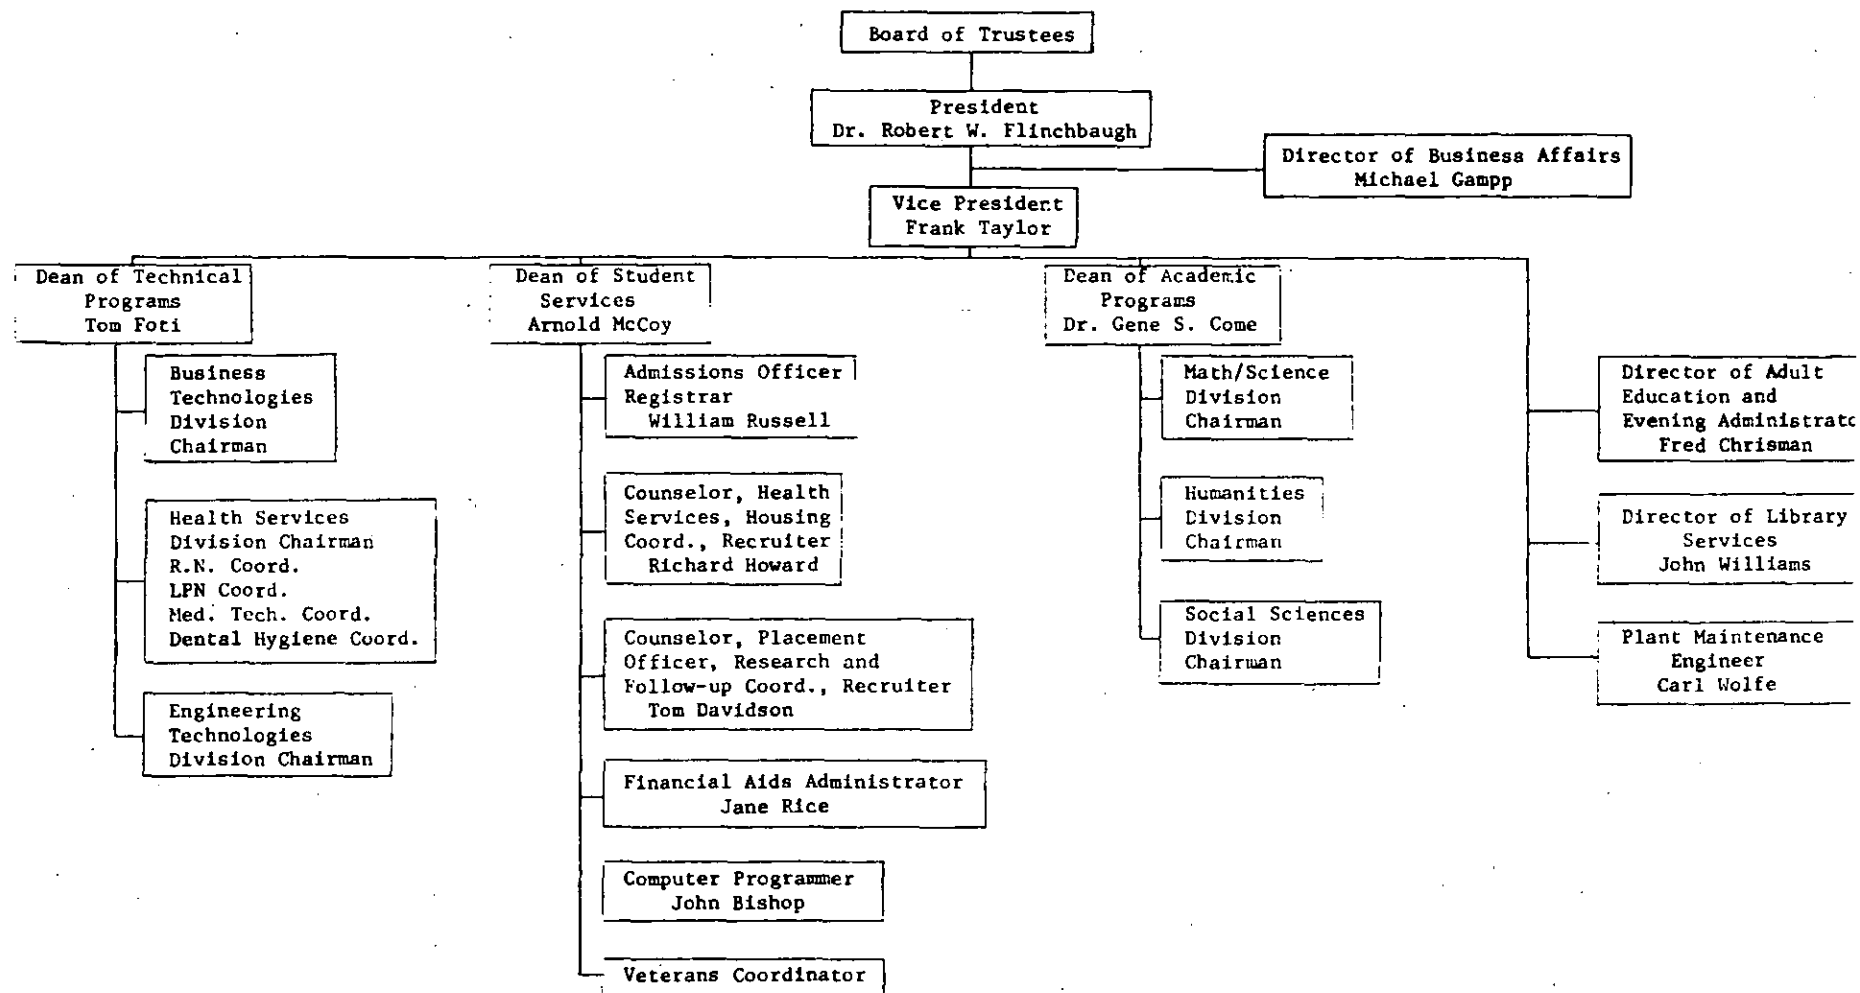 Board of Trustees
President
Dr. Robert W. Flinchbaugh
Director of Business Affairs
Michael Gampp
Vice President
Frank Taylor
Dean of Technical
Programs
Tom Foti
Business
Technologies
Division
Chairman
Health Services
Division Chairman
R.N. Coord.
LPN Coord.
Med. Tech. Coord.
Dental Hygiene Coord.
Engineering
Technologies
Division Chairman
Dean of Student
Services
Arnold McCoy
Admissions Officer
Registrar
William Russell
Counselor, Health
Services, Housing
Coord., Recruiter
Richard Howard
Counselor, Placement
Officer, Research and
Follow-up Coord., Recruiter
Tom Davidson
Financial Aids Administrator
Jane Rice
Computer Programmer
John Bishop
Veterans Coordinator
Dean of Academic
Programs
Dr. Gene S. Come
Math/Science
Division
Chairman
Humanities
Division
Chairman
Social Sciences
Division
Chairman
Director of Adult
Education and
Evening Administrato
Fred Chrisman
Director of Library
Services
John Williams
Plant Maintenance
Engineer
Carl Wolfe